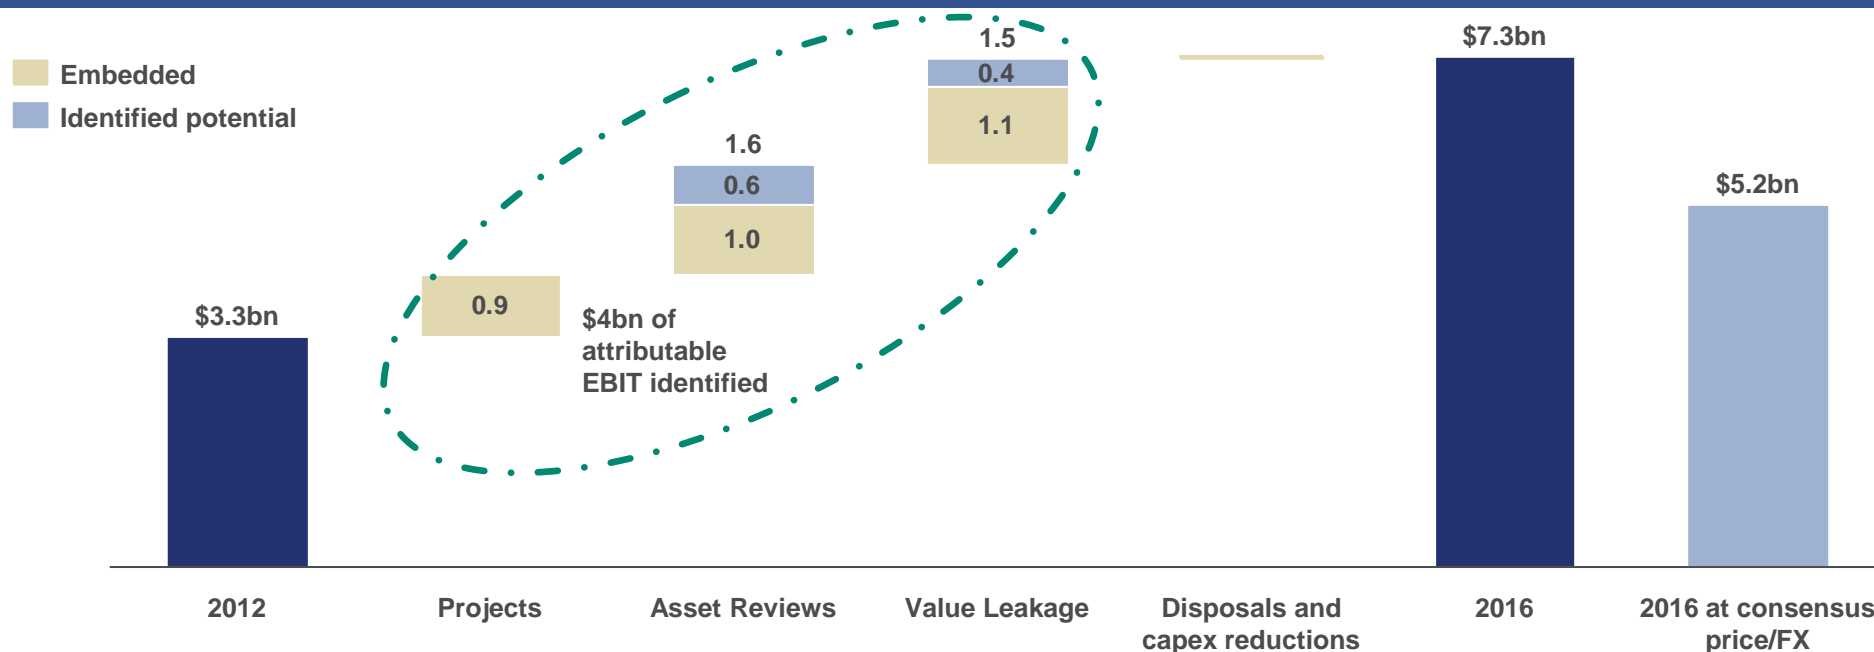 Embedded
Identified potential
$3.3bn
0.9
$4bn of
attributable
EBIT identified
1.6
0.6
1.0
1.5
0.4
1.1
$7.3bn
$5.2bn
2012
Projects
Asset Reviews
Value Leakage
Disposals and
capex reductions
2016
2016 at consensus
price/FX